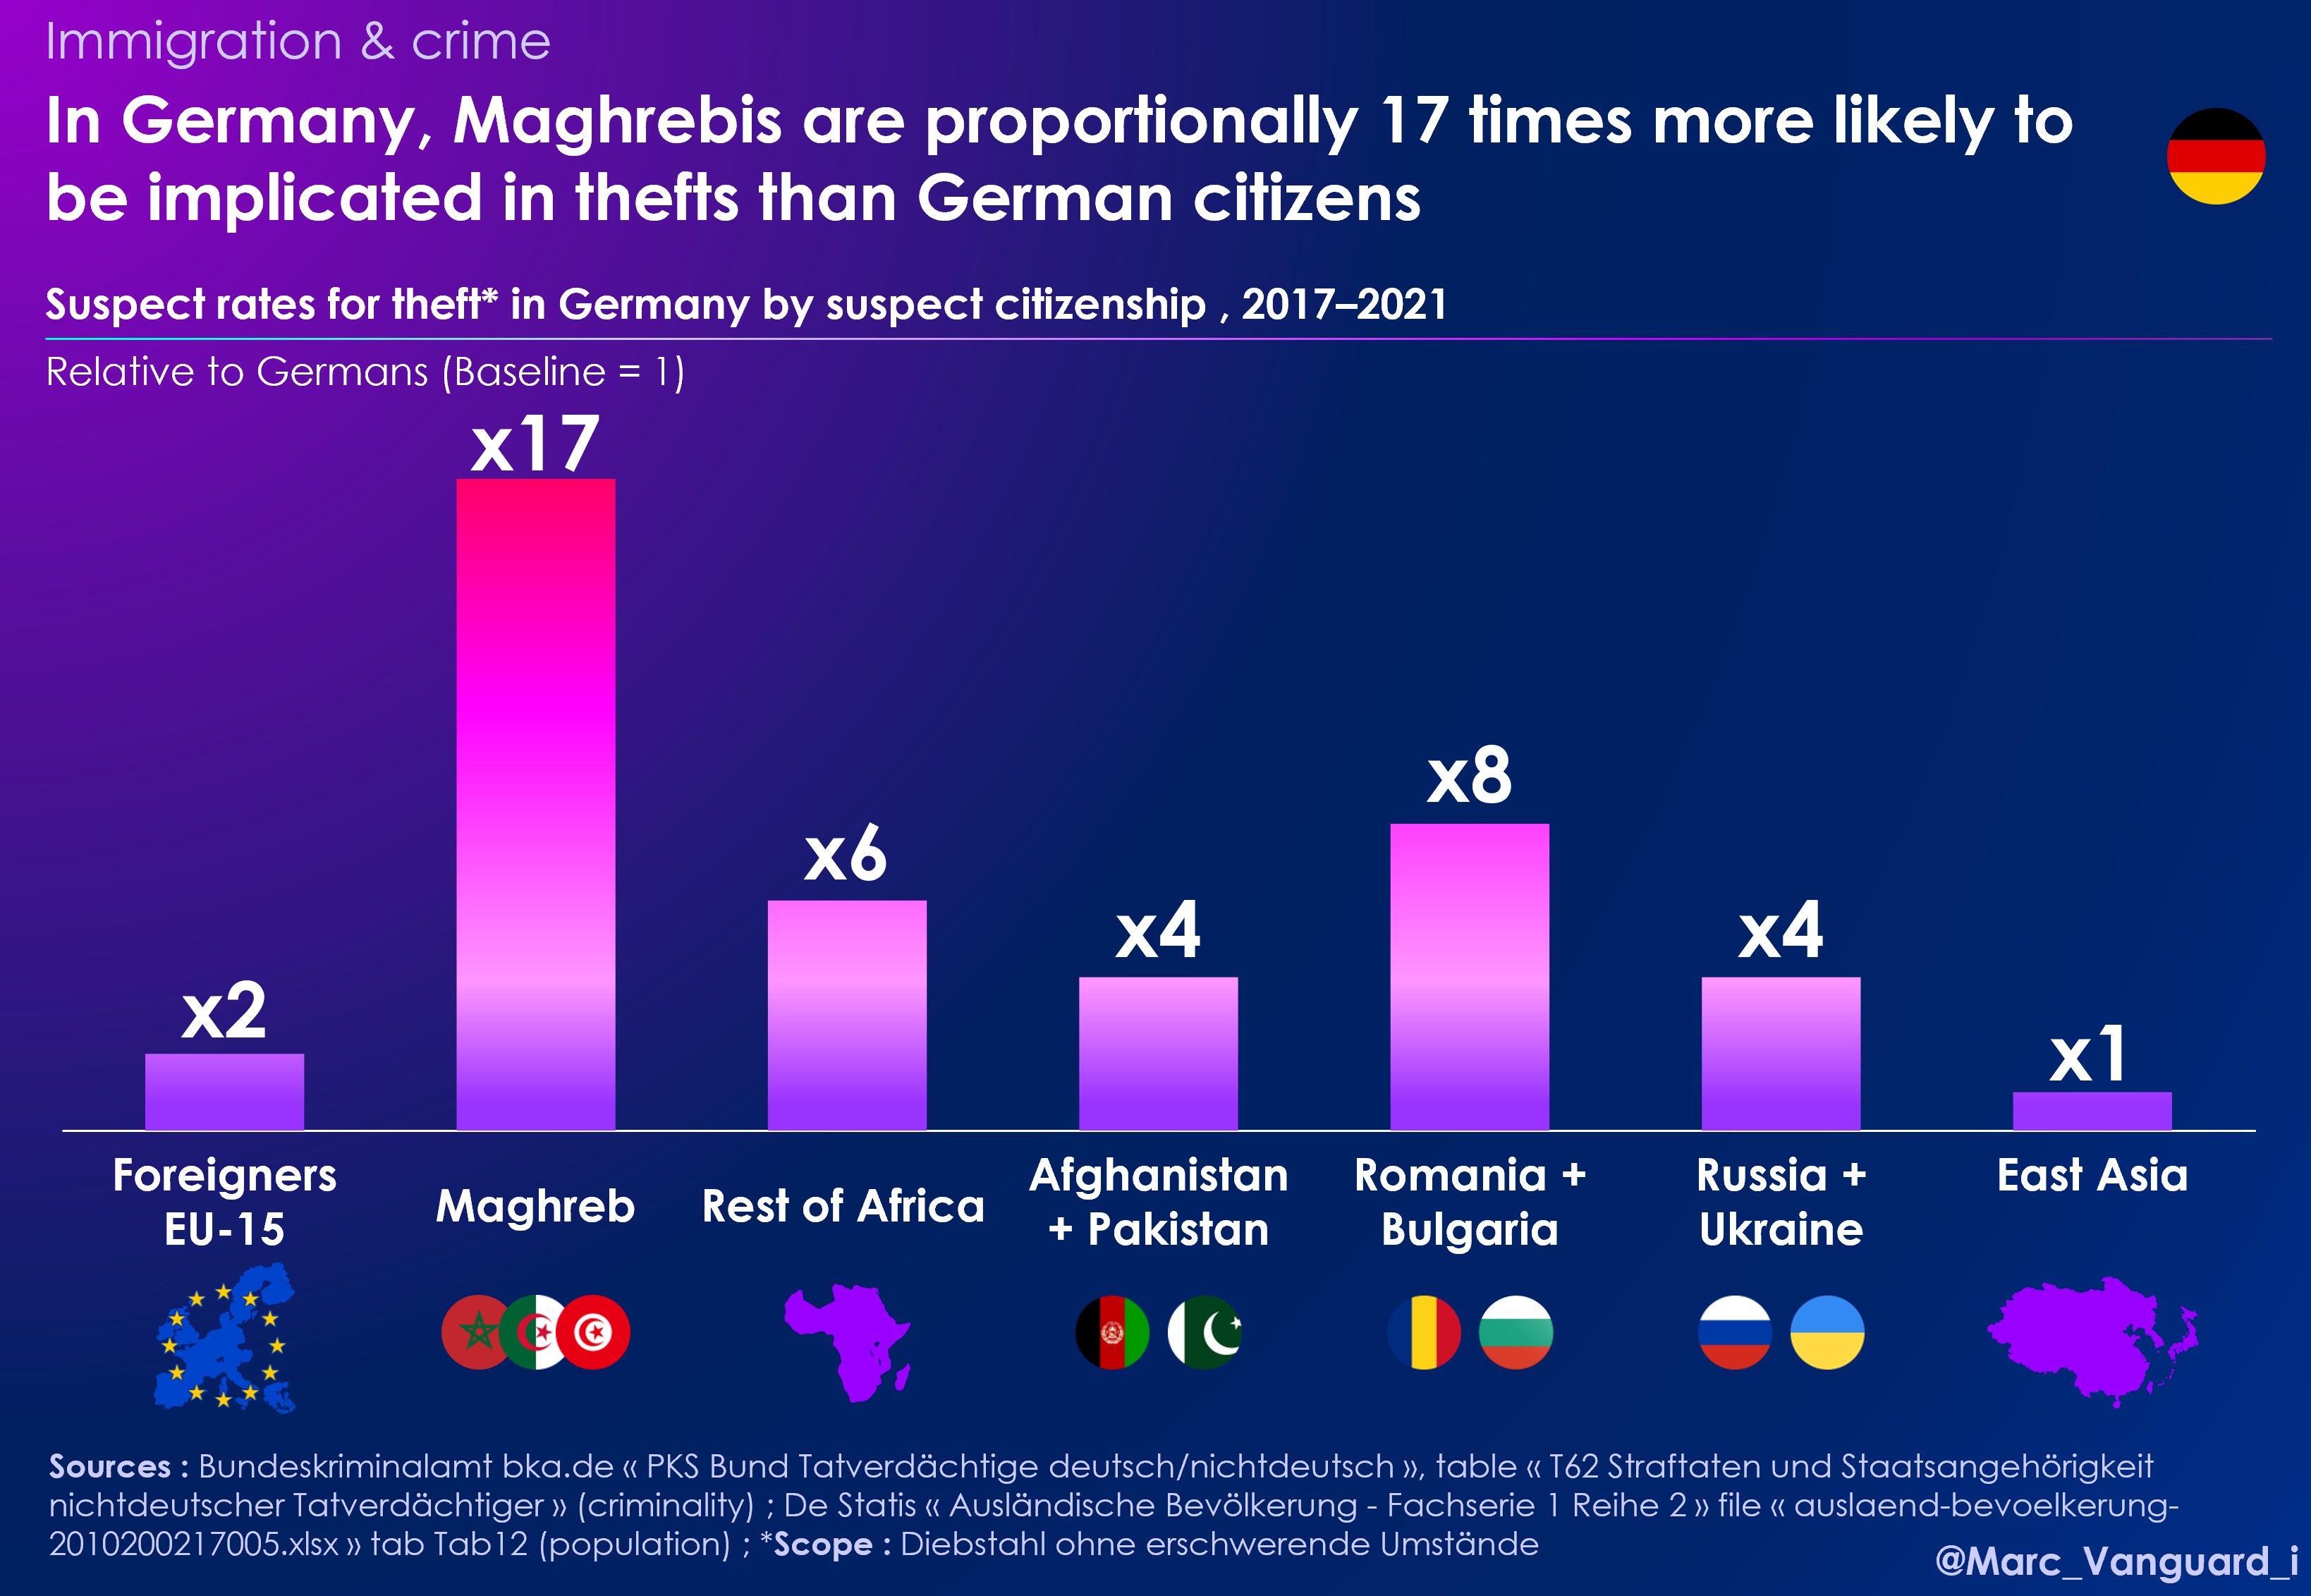 Immigration & crime
In Germany, Maghrebis are proportionally 17 times more likely to
be implicated in thefts than German citizens
Suspect rates for theft* in Germany by suspect citizenship , 2017–2021
Relative to Germans (Baseline = 1)
x17
x8
x6
x4
x4
x2
x1
Foreigners
EU-15
Maghreb
Rest of Africa
Afghanistan
+ Pakistan
Romania +
Bulgaria
Russia +
Ukraine
East Asia
Sources : Bundeskriminalamt bka.de « PKS Bund Tatverdächtige deutsch/nichtdeutsch », table « T62 Straftaten und Staatsangehörigkeit
nichtdeutscher Tatverdächtiger » (criminality) ; De Statis « Ausländische Bevölkerung - Fachserie 1 Reihe 2 » file « auslaend-bevoelkerung-
2010200217005.xlsx » tab Tab12 (population) ; *Scope : Diebstahl ohne erschwerende Umstände
@Marc_Vanguard_i